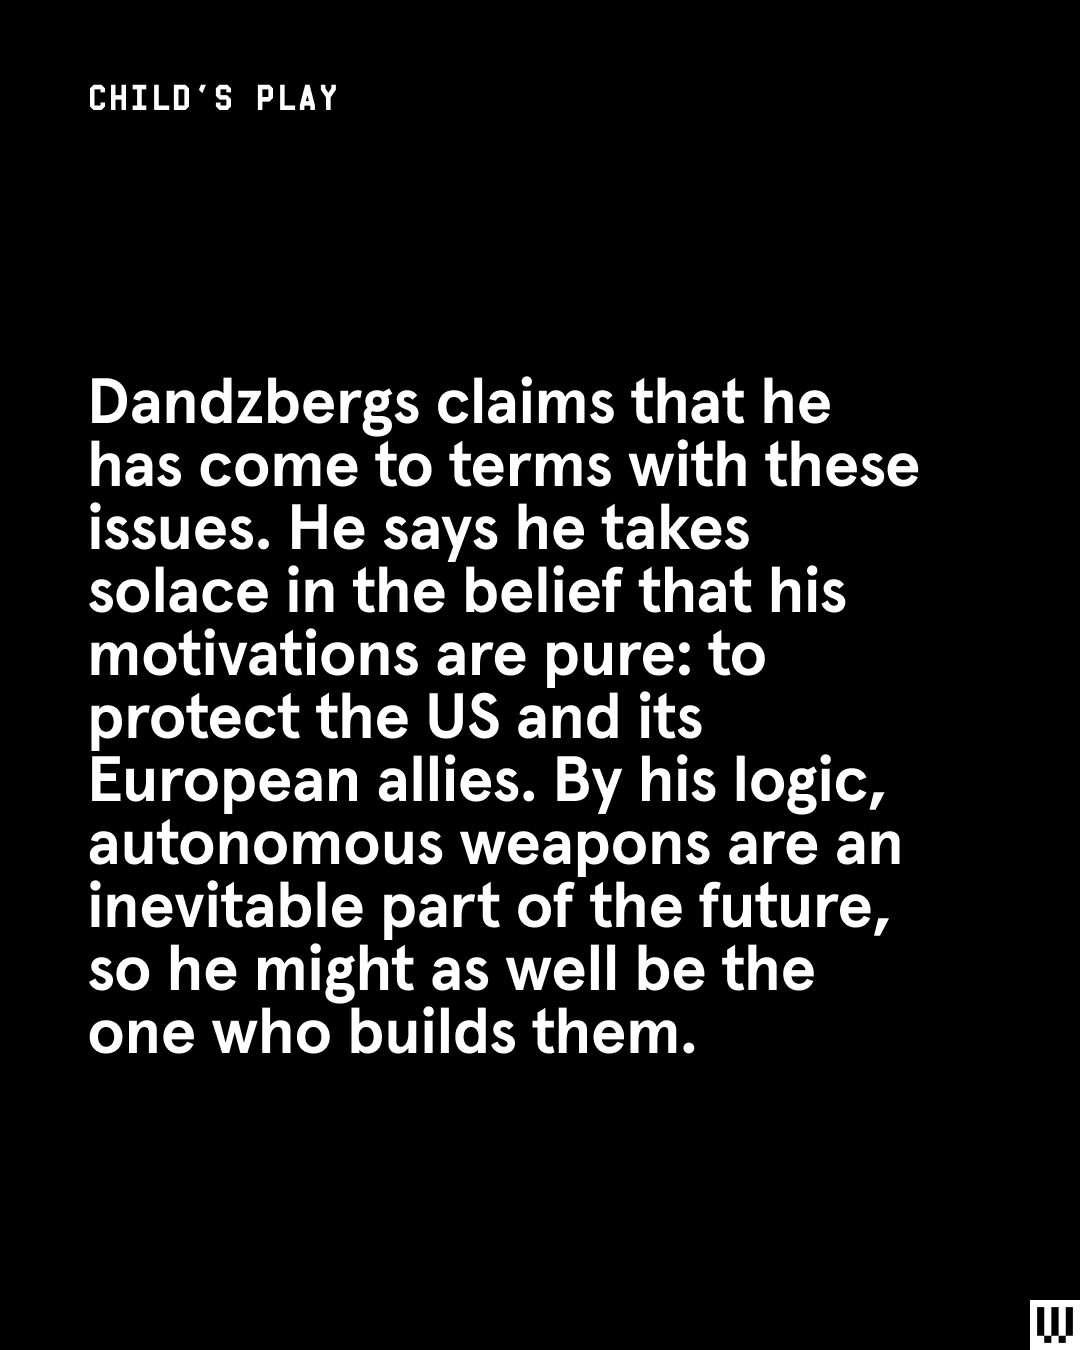 CHILD'S PLAY
Dandzbergs claims that he
has come to terms with these
issues. He says he takes
solace in the belief that his
motivations are pure: to
protect the US and its
European allies. By his logic,
autonomous weapons are an
inevitable part of the future,
so he might as well be the
one who builds them.
W